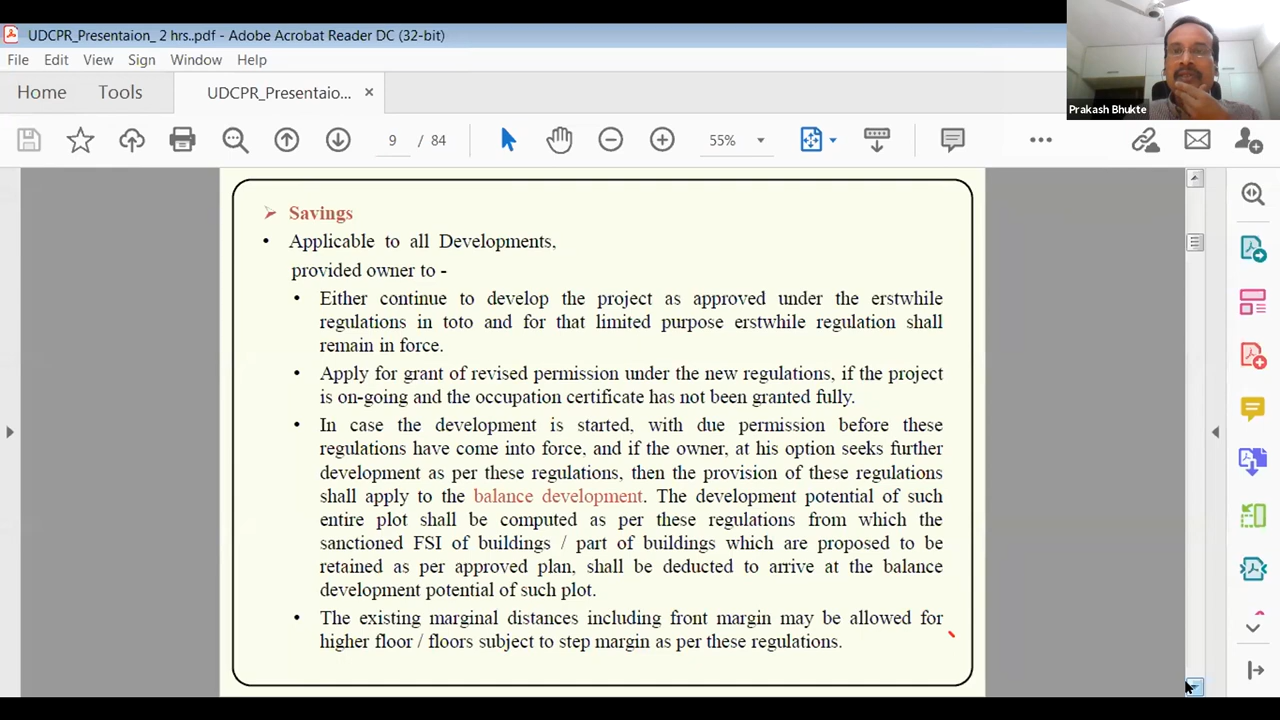 UDCPR_Presentaion_ 2 hrs..pdf - Adobe Acrobat Reader DC (32-bit)
File Edit View Sign Window Help
Home Tools UDCPR_Presentaio... ×
9 / 84 55%
Prakash Bhukte
Savings
• Applicable to all Developments,
provided owner to -
• Either continue to develop the project as approved under the erstwhile
regulations in toto and for that limited purpose erstwhile regulation shall
remain in force.
• Apply for grant of revised permission under the new regulations, if the project
is on-going and the occupation certificate has not been granted fully.
• In case the development is started, with due permission before these
regulations have come into force, and if the owner, at his option seeks further
development as per these regulations, then the provision of these regulations
shall apply to the balance development. The development potential of such
entire plot shall be computed as per these regulations from which the
sanctioned FSI of buildings / part of buildings which are proposed to be
retained as per approved plan, shall be deducted to arrive at the balance
development potential of such plot.
• The existing marginal distances including front margin may be allowed for
higher floor / floors subject to step margin as per these regulations.